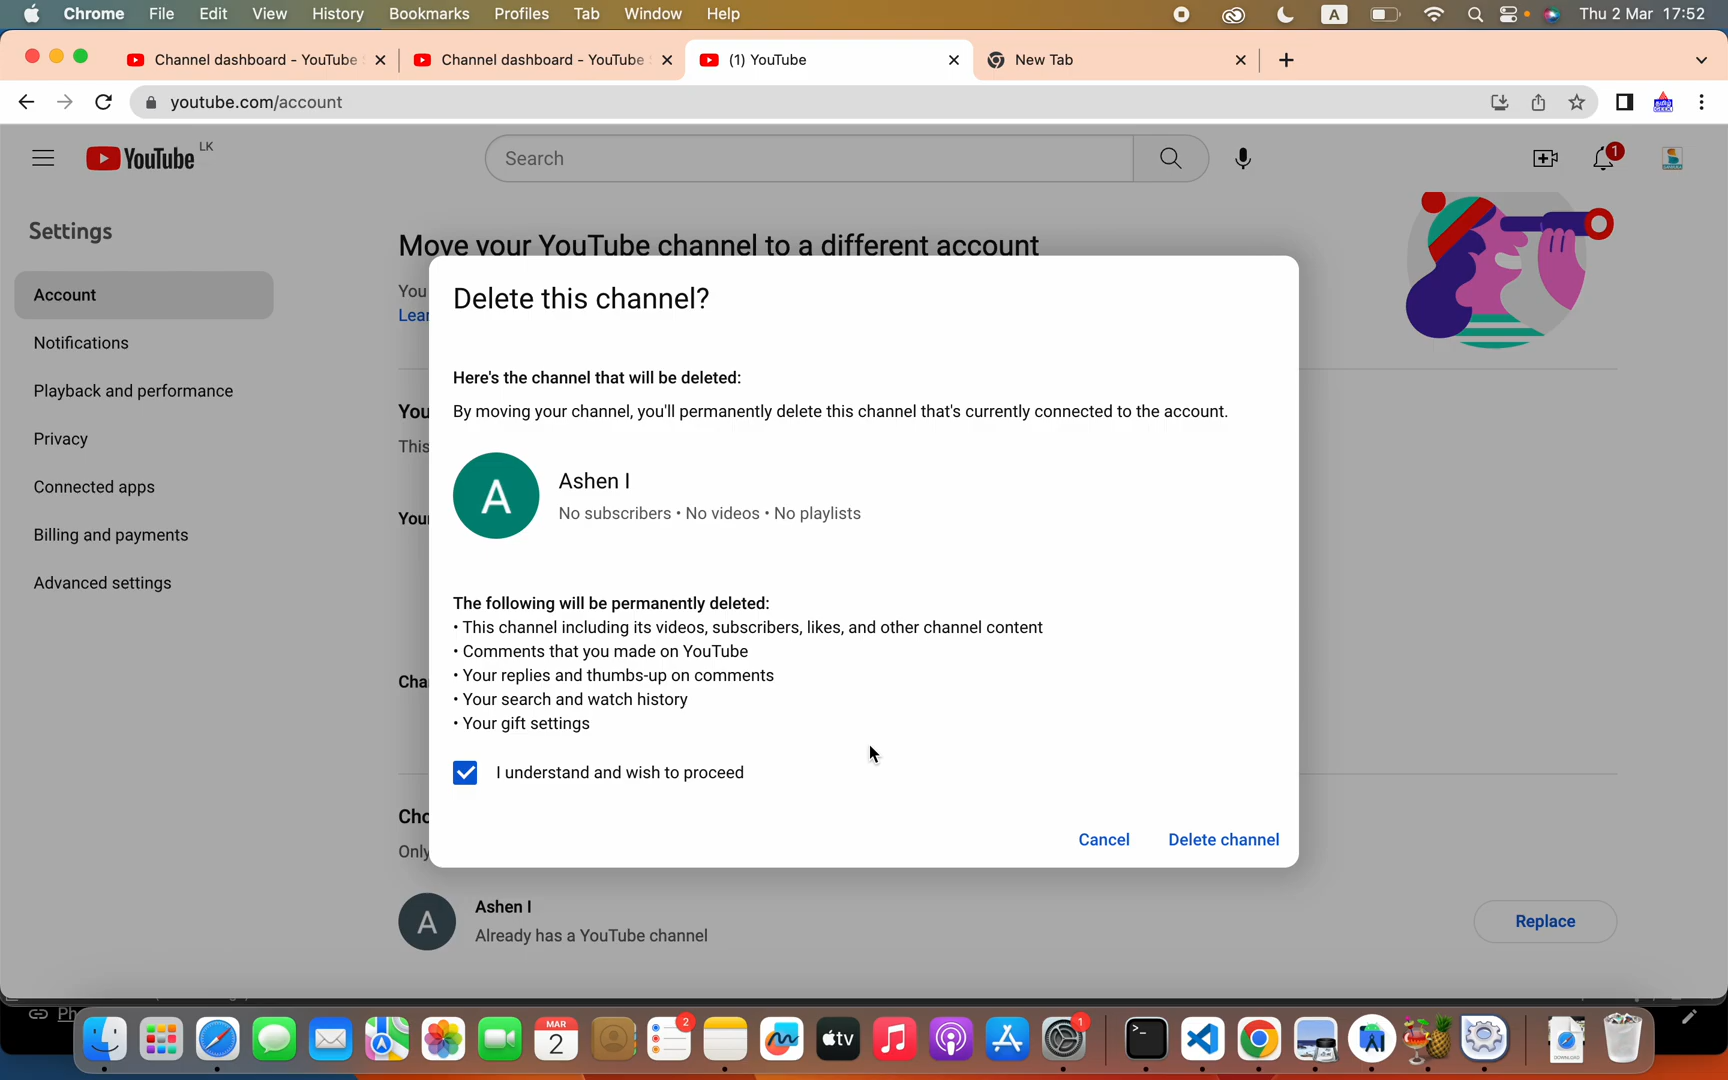 Chrome File Edit View History Bookmarks Profiles Tab Window Help A Thu 2 Mar 17:52
Channel dashboard - YouTube Channel dashboard - YouTube (1) YouTube New Tab
youtube.com/account
YouTube LK Search 1
Settings
Account
Notifications
Playback and performance
Privacy
Connected apps
Billing and payments
Advanced settings
Move your YouTube channel to a different account
You
Lear
You
This
Your
Cha
Cho
Only
Delete this channel?
Here's the channel that will be deleted:
By moving your channel, you'll permanently delete this channel that's currently connected to the account.
A
Ashen I
No subscribers • No videos • No playlists
The following will be permanently deleted:
• This channel including its videos, subscribers, likes, and other channel content
• Comments that you made on YouTube
• Your replies and thumbs-up on comments
• Your search and watch history
• Your gift settings
I understand and wish to proceed
Cancel Delete channel
A
Ashen I
Already has a YouTube channel
Replace
MAR
2
2
tv
1
DOWNLOAD